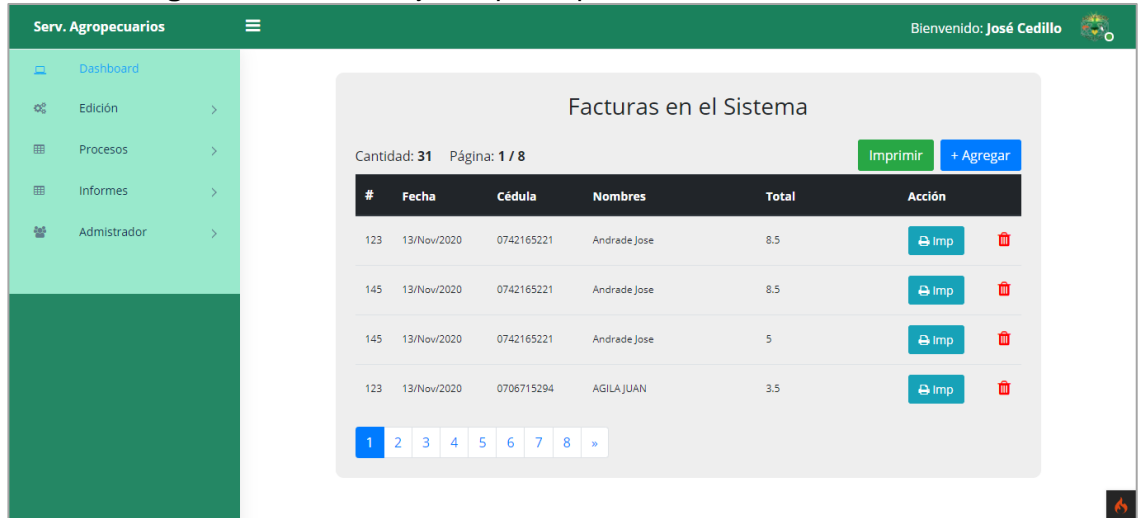 Serv. Agropecuarios
Bienvenido: José Cedillo
Dashboard
Edición
Procesos
Informes
Admistrador
Facturas en el Sistema
Cantidad: 31 Página: 1 / 8
Imprimir
+ Agregar
# Fecha Cédula Nombres Total Acción
123 13/Nov/2020 0742165221 Andrade Jose 8.5 Imp
145 13/Nov/2020 0742165221 Andrade Jose 8.5 Imp
145 13/Nov/2020 0742165221 Andrade Jose 5 Imp
123 13/Nov/2020 0706715294 AGILA JUAN 3.5 Imp
1 2 3 4 5 6 7 8 »